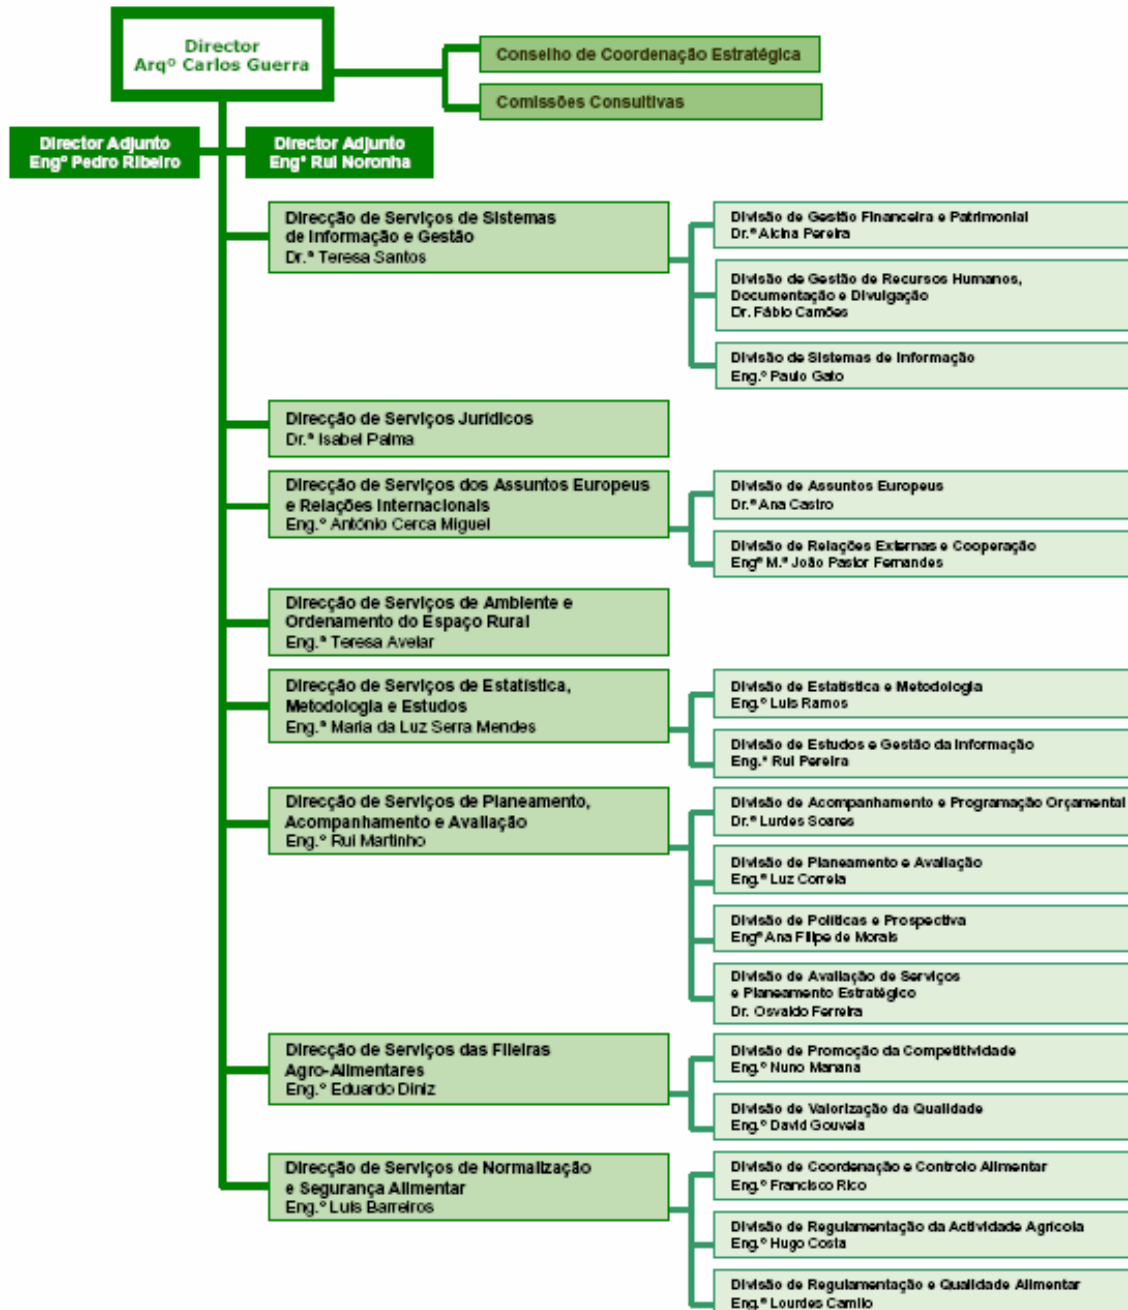 Director
Arqº Carlos Guerra
Conselho de Coordenação Estratégica
Comissões Consultivas
Director Adjunto
Engº Pedro Ribeiro
Director Adjunto
Engº Rui Noronha
Direcção de Serviços de Sistemas
de Informação e Gestão
Dr.ª Teresa Santos
Divisão de Gestão Financeira e Patrimonial
Dr.ª Alcina Pereira
Divisão de Gestão de Recursos Humanos,
Documentação e Divulgação
Dr. Fábio Camões
Divisão de Sistemas de Informação
Eng.º Paulo Gato
Direcção de Serviços Jurídicos
Dr.ª Isabel Palma
Direcção de Serviços dos Assuntos Europeus
e Relações Internacionais
Eng.º António Cerca Miguel
Divisão de Assuntos Europeus
Dr.ª Ana Castro
Divisão de Relações Externas e Cooperação
Engª M.ª João Pastor Fernandes
Direcção de Serviços de Ambiente e
Ordenamento do Espaço Rural
Eng.ª Teresa Avelar
Direcção de Serviços de Estatística,
Metodologia e Estudos
Eng.ª Maria da Luz Serra Mendes
Divisão de Estatística e Metodologia
Eng.º Luis Ramos
Divisão de Estudos e Gestão da Informação
Eng.º Rui Pereira
Direcção de Serviços de Planeamento,
Acompanhamento e Avaliação
Eng.º Rui Martinho
Divisão de Acompanhamento e Programação Orçamental
Dr.ª Lurdes Soares
Divisão de Planeamento e Avaliação
Eng.ª Luz Correia
Divisão de Políticas e Prospectiva
Engª Ana Filipe de Morais
Divisão de Avaliação de Serviços
e Planeamento Estratégico
Dr. Osvaldo Ferreira
Direcção de Serviços das Fileiras
Agro-Alimentares
Eng.º Eduardo Diniz
Divisão de Promoção da Competitividade
Eng.º Nuno Manana
Divisão de Valorização da Qualidade
Eng.º David Gouveia
Direcção de Serviços de Normalização
e Segurança Alimentar
Eng.º Luis Barreiros
Divisão de Coordenação e Controlo Alimentar
Eng.º Francisco Rico
Divisão de Regulamentação da Actividade Agrícola
Eng.º Hugo Costa
Divisão de Regulamentação e Qualidade Alimentar
Eng.ª Lourdes Camilo